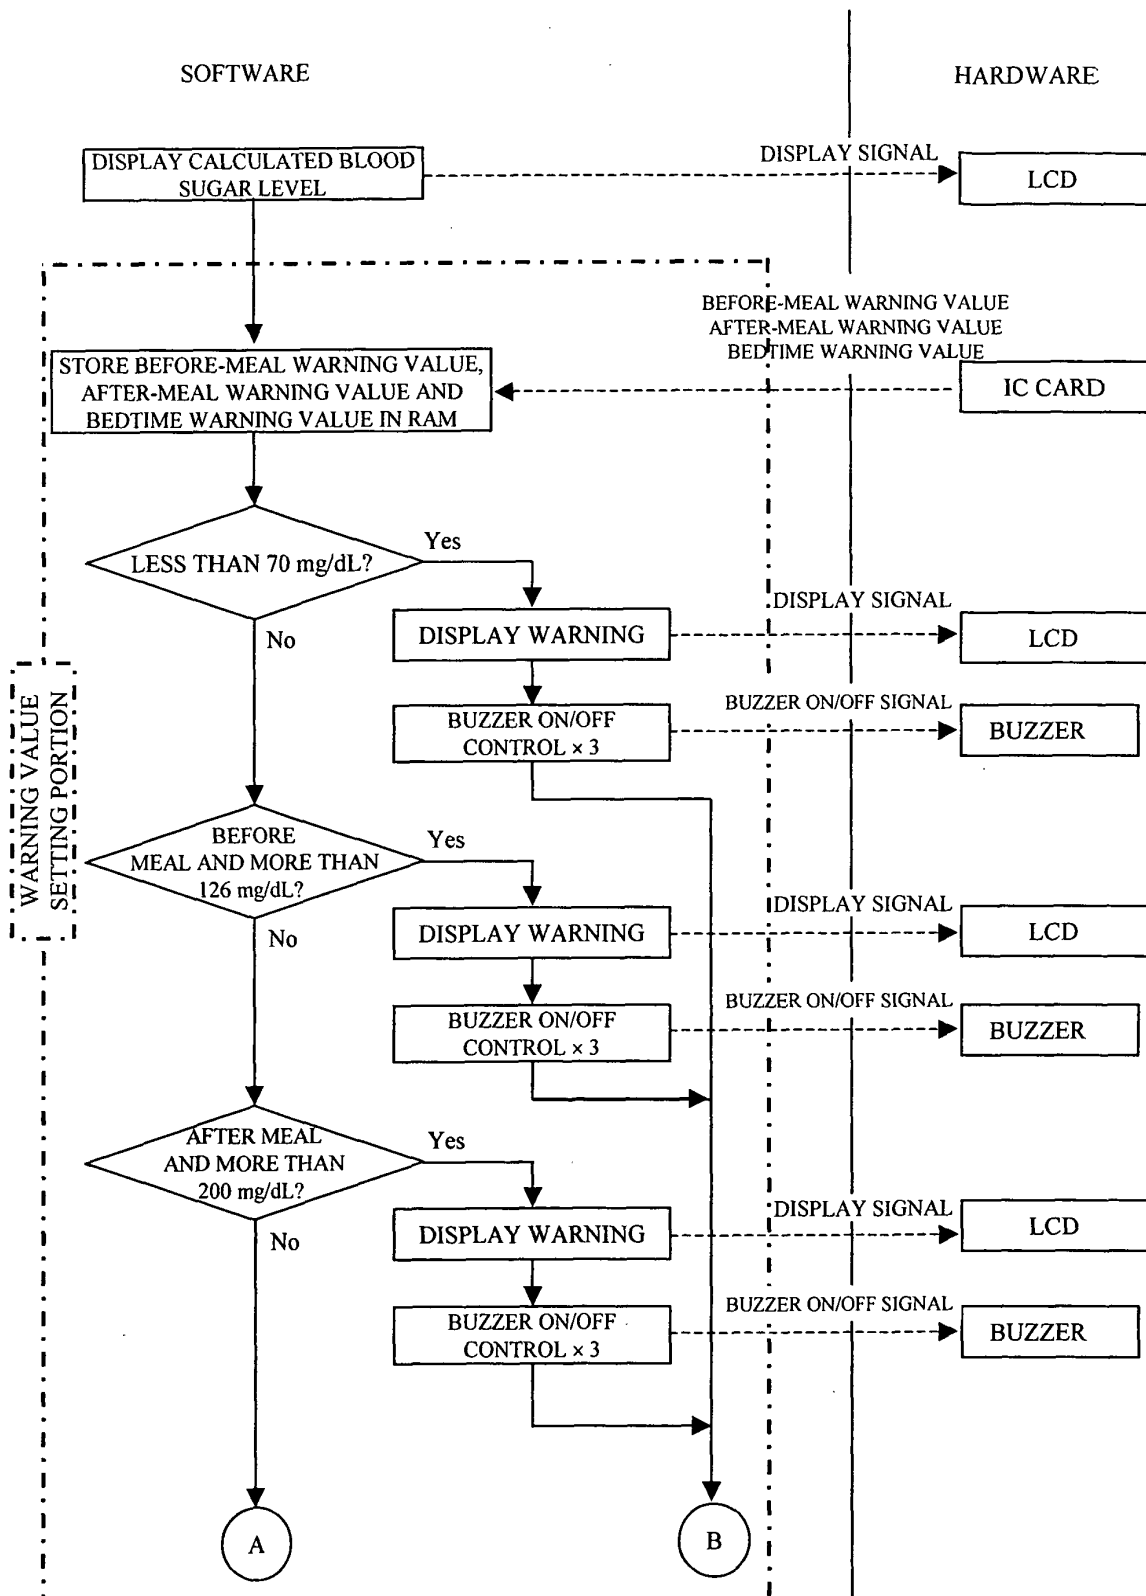 SOFTWARE
HARDWARE
DISPLAY CALCULATED BLOOD
SUGAR LEVEL
DISPLAY SIGNAL
LCD
BEFORE-MEAL WARNING VALUE
AFTER-MEAL WARNING VALUE
BEDTIME WARNING VALUE
STORE BEFORE-MEAL WARNING VALUE,
AFTER-MEAL WARNING VALUE AND
BEDTIME WARNING VALUE IN RAM
IC CARD
LESS THAN 70 mg/dL?
Yes
No
DISPLAY WARNING
DISPLAY SIGNAL
LCD
BUZZER ON/OFF
CONTROL × 3
BUZZER ON/OFF SIGNAL
BUZZER
WARNING VALUE
SETTING PORTION
BEFORE
MEAL AND MORE THAN
126 mg/dL?
Yes
No
DISPLAY WARNING
DISPLAY SIGNAL
LCD
BUZZER ON/OFF
CONTROL × 3
BUZZER ON/OFF SIGNAL
BUZZER
AFTER MEAL
AND MORE THAN
200 mg/dL?
Yes
No
DISPLAY WARNING
DISPLAY SIGNAL
LCD
BUZZER ON/OFF
CONTROL × 3
BUZZER ON/OFF SIGNAL
BUZZER
A
B